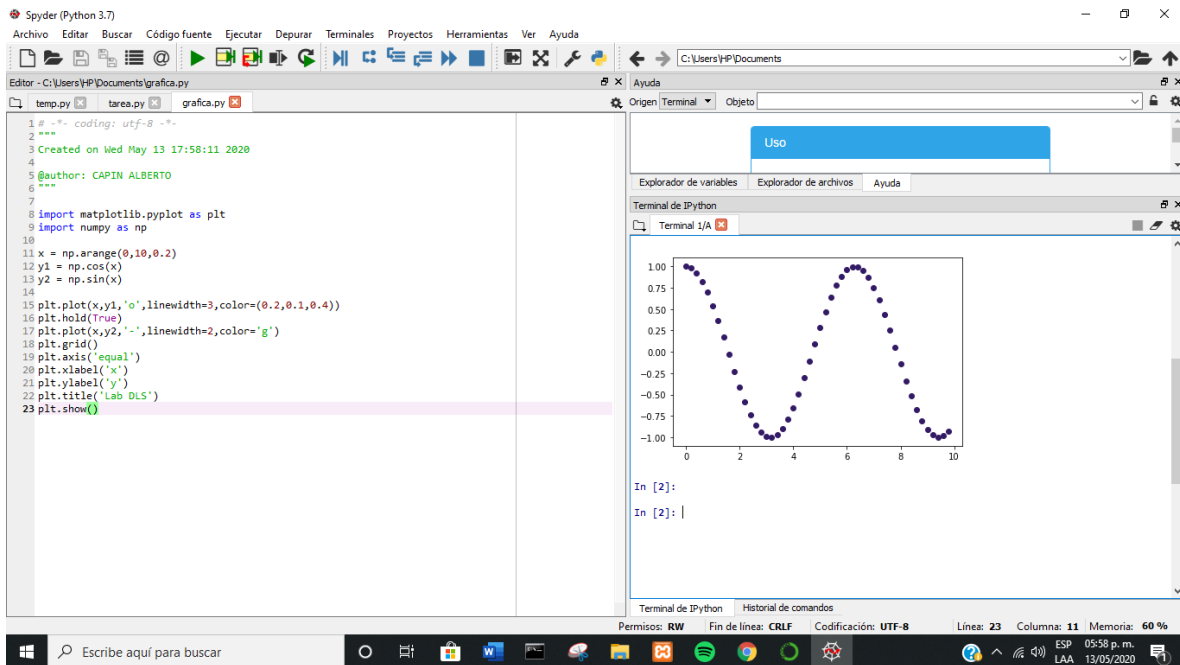 Spyder (Python 3.7)
Archivo Editar Buscar Código fuente Ejecutar Depurar Terminales Proyectos Herramientas Ver Ayuda
C:\Users\HP\Documents
Editor - C:\Users\HP\Documents\grafica.py
temp.py tarea.py grafica.py
1 # -*- coding: utf-8 -*-
2 """
3 Created on Wed May 13 17:58:11 2020
4
5 @author: CAPIN ALBERTO
6 """
7
8 import matplotlib.pyplot as plt
9 import numpy as np
10
11 x = np.arange(0,10,0.2)
12 y1 = np.cos(x)
13 y2 = np.sin(x)
14
15 plt.plot(x,y1,'o',linewidth=3,color=(0.2,0.1,0.4))
16 plt.hold(True)
17 plt.plot(x,y2,'-',linewidth=2,color='g')
18 plt.grid()
19 plt.axis('equal')
20 plt.xlabel('x')
21 plt.ylabel('y')
22 plt.title('Lab DLS')
23 plt.show()
Ayuda
Origen Terminal Objeto
Uso
Explorador de variables Explorador de archivos Ayuda
Terminal de IPython
Terminal 1/A
1.00
0.75
0.50
0.25
0.00
−0.25
−0.50
−0.75
−1.00
0 2 4 6 8 10
In [2]:
In [2]:
Terminal de IPython Historial de comandos
Permisos: RW Fin de línea: CRLF Codificación: UTF-8 Línea: 23 Columna: 11 Memoria: 60 %
Escribe aquí para buscar
ESP 05:58 p. m.
LAA 13/05/2020